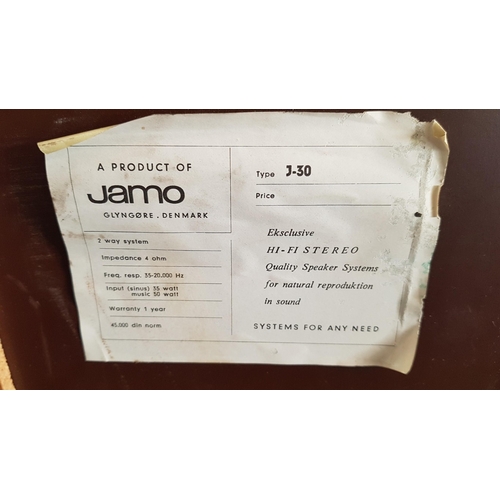 A PRODUCT OF
Jamo
GLYNGØRE . DENMARK
2 way system
Impedance 4 ohm
Freq. resp. 35-20.000 Hz
Input (sinus) 35 watt
music 50 watt
Warranty 1 year
45.000 din norm
Type J-30
Price
Eksclusive
HI-FI STEREO
Quality Speaker Systems
for natural reproduktion
in sound
SYSTEMS FOR ANY NEED